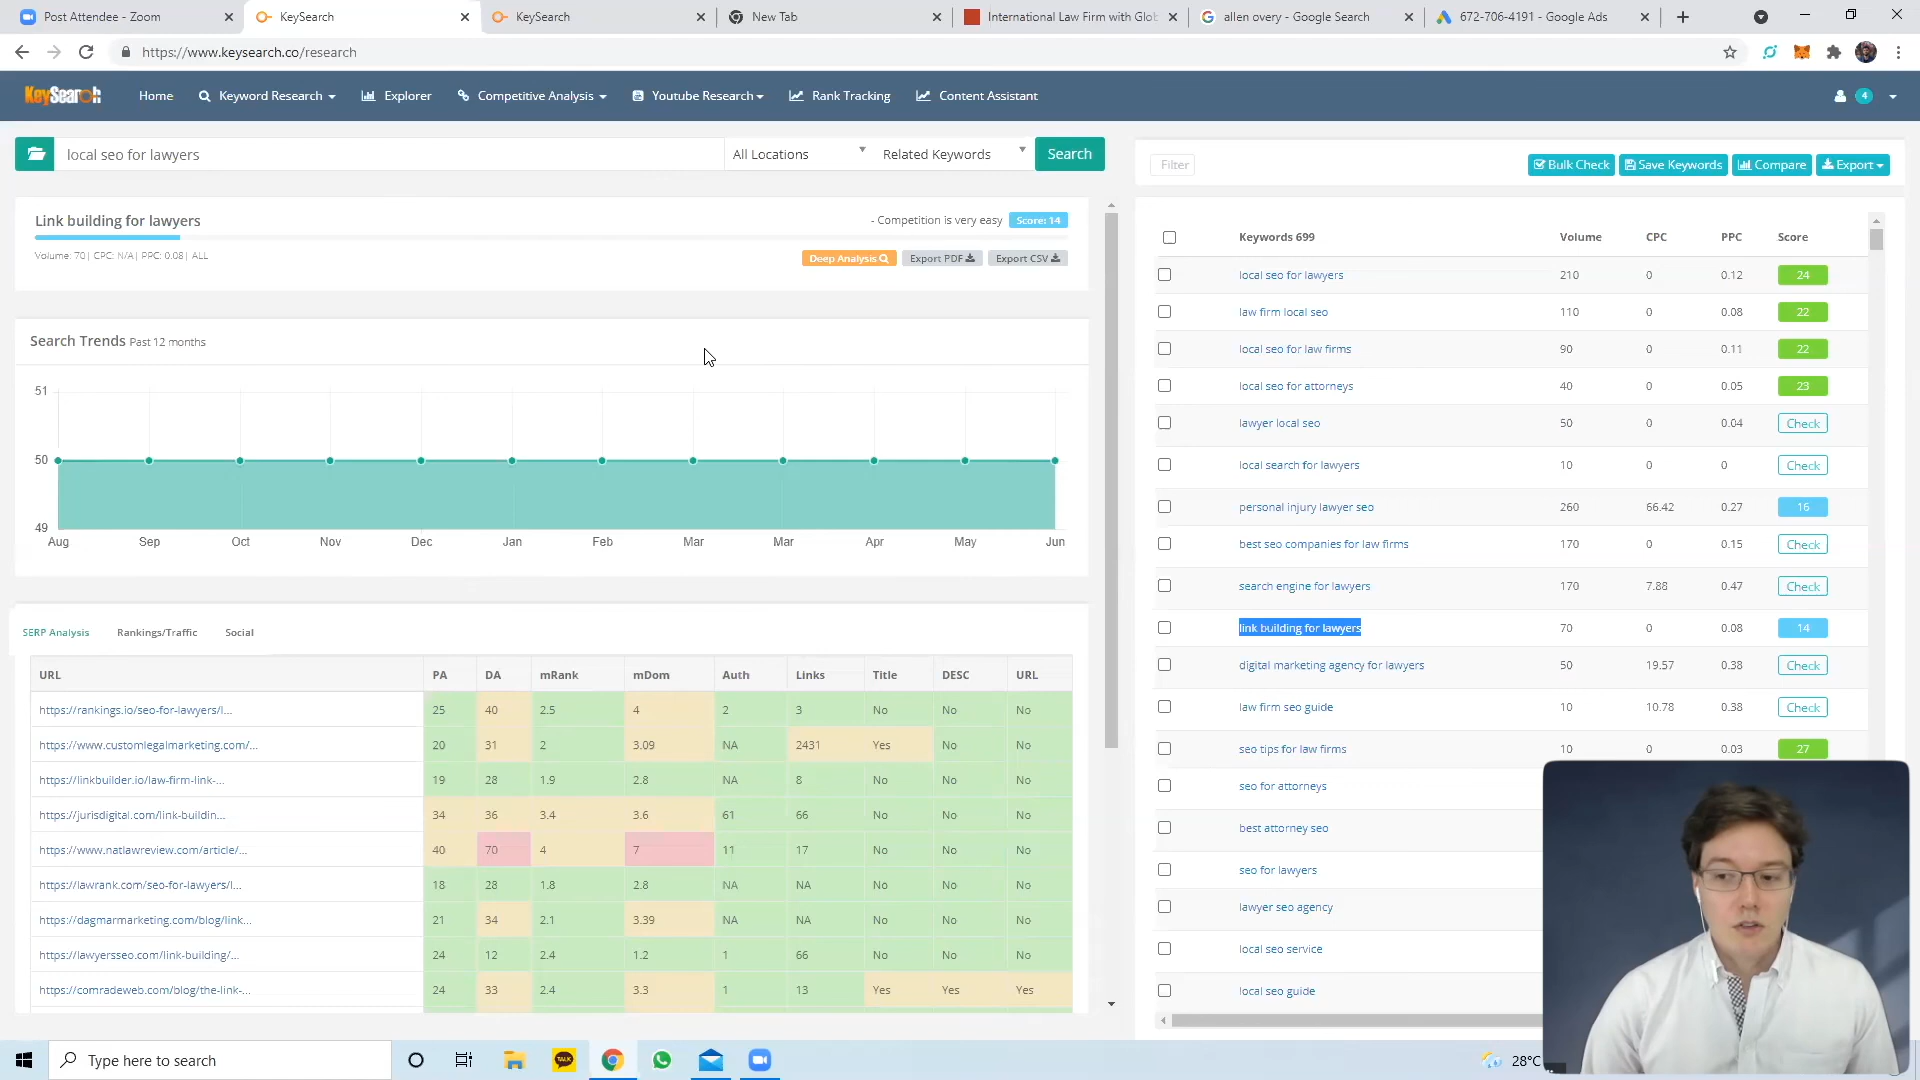 Post Attendee - Zoom
KeySearch
KeySearch
New Tab
International Law Firm with Glob
allen overy - Google Search
672-706-4191 - Google Ads
https://www.keysearch.co/research
KeySearch
Home
Keyword Research
Explorer
Competitive Analysis
Youtube Research
Rank Tracking
Content Assistant
4
local seo for lawyers
All Locations
Related Keywords
Search
Filter
Bulk Check
Save Keywords
Compare
Export
Link building for lawyers
- Competition is very easy
Score: 14
Volume: 70| CPC: N/A| PPC: 0.08| ALL
Deep Analysis
Export PDF
Export CSV
Search Trends Past 12 months
51
50
49
Aug Sep Oct Nov Dec Jan Feb Mar Mar Apr May Jun
SERP Analysis Rankings/Traffic Social
URL PA DA mRank mDom Auth Links Title DESC URL
https://rankings.io/seo-for-lawyers/l... 25 40 2.5 4 2 3 No No No
https://www.customlegalmarketing.com/... 20 31 2 3.09 NA 2431 Yes No No
https://linkbuilder.io/law-firm-link-... 19 28 1.9 2.8 NA 8 No No No
https://jurisdigital.com/link-buildin... 34 36 3.4 3.6 61 66 No No No
https://www.natlawreview.com/article/... 40 70 4 7 11 17 No No No
https://lawrank.com/seo-for-lawyers/l... 18 28 1.8 2.8 NA NA No No No
https://dagmarmarketing.com/blog/link... 21 34 2.1 3.39 NA NA No No No
https://lawyersseo.com/link-building/... 24 12 2.4 1.2 1 66 No No No
https://comradeweb.com/blog/the-link-... 24 33 2.4 3.3 1 13 Yes Yes Yes
Keywords 699 Volume CPC PPC Score
local seo for lawyers 210 0 0.12 24
law firm local seo 110 0 0.08 22
local seo for law firms 90 0 0.11 22
local seo for attorneys 40 0 0.05 23
lawyer local seo 50 0 0.04 Check
local search for lawyers 10 0 0 Check
personal injury lawyer seo 260 66.42 0.27 16
best seo companies for law firms 170 0 0.15 Check
search engine for lawyers 170 7.88 0.47 Check
link building for lawyers 70 0 0.08 14
digital marketing agency for lawyers 50 19.57 0.38 Check
law firm seo guide 10 10.78 0.38 Check
seo tips for law firms 10 0 0.03 27
seo for attorneys
best attorney seo
seo for lawyers
lawyer seo agency
local seo service
local seo guide
Type here to search
TALK
28°C